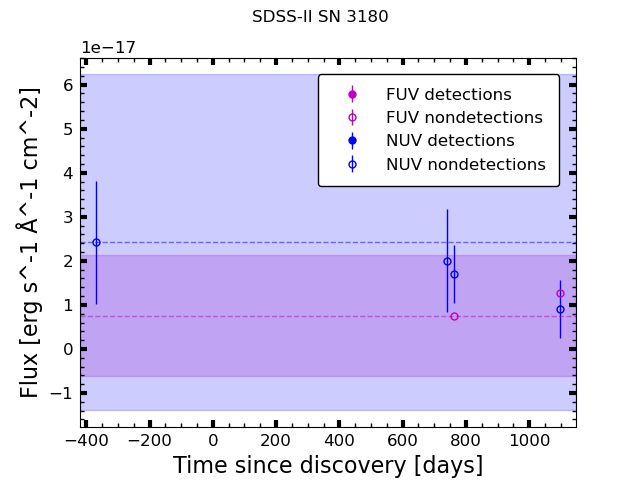 SDSS-II SN 3180
1e−17
6
5
4
3
2
1
0
−1
Flux [erg s^-1 Å^-1 cm^-2]
FUV detections
FUV nondetections
NUV detections
NUV nondetections
−400 −200 0 200 400 600 800 1000
Time since discovery [days]